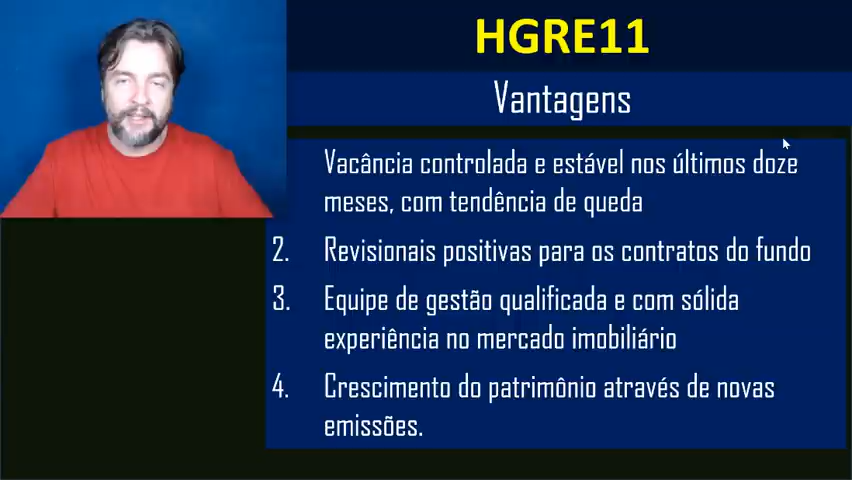 HGRE11
Vantagens
Vacância controlada e estável nos últimos doze
meses, com tendência de queda
2. Revisionais positivas para os contratos do fundo
3. Equipe de gestão qualificada e com sólida
experiência no mercado imobiliário
4. Crescimento do patrimônio através de novas
emissões.